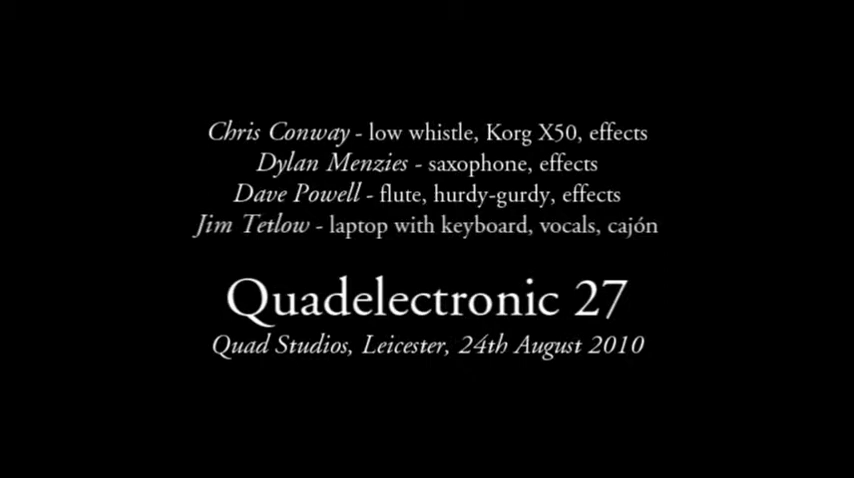 Chris Conway - low whistle, Korg X50, effects
Dylan Menzies - saxophone, effects
Dave Powell - flute, hurdy-gurdy, effects
Jim Tetlow - laptop with keyboard, vocals, cajón
Quadelectronic 27
Quad Studios, Leicester, 24th August 2010